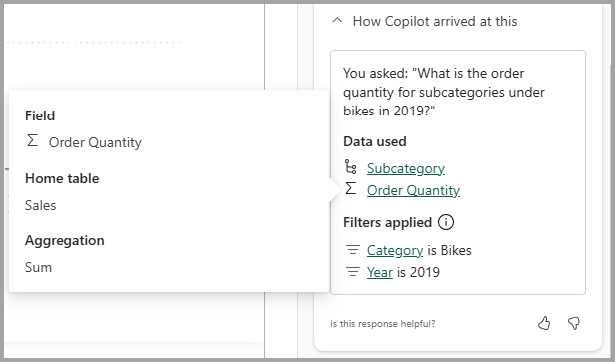 How Copilot arrived at this
You asked: "What is the order
quantity for subcategories under
bikes in 2019?"
Data used
Subcategory
Order Quantity
Filters applied
Category is Bikes
Year is 2019
Is this response helpful?
Field
Order Quantity
Home table
Sales
Aggregation
Sum